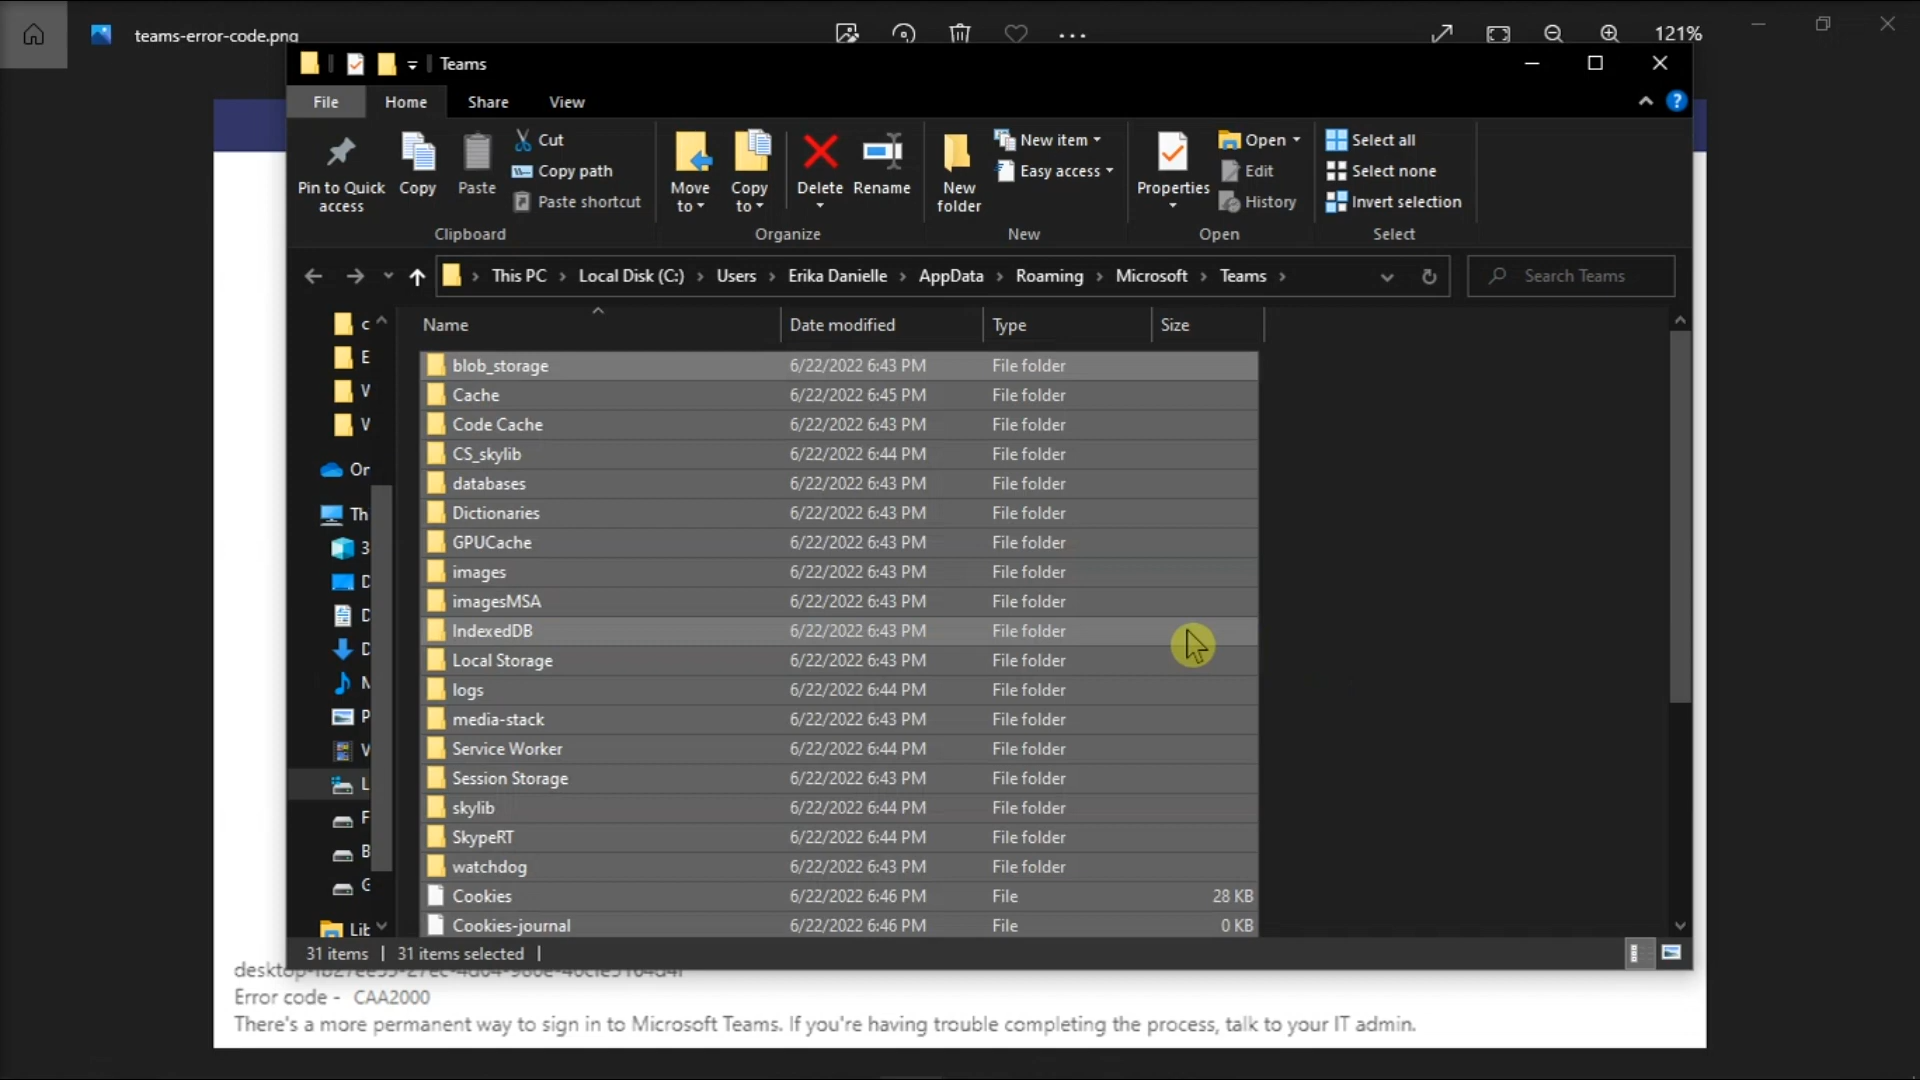 teams-error-code.png
121%
Teams
File Home Share View
Pin to Quick access
Copy
Paste
Cut
Copy path
Paste shortcut
Move to
Copy to
Delete
Rename
New folder
New item
Easy access
Properties
Open
Edit
History
Select all
Select none
Invert selection
Clipboard Organize New Open Select
This PC Local Disk (C:) Users Erika Danielle AppData Roaming Microsoft Teams
Search Teams
Name Date modified Type Size
blob_storage 6/22/2022 6:43 PM File folder
Cache 6/22/2022 6:45 PM File folder
Code Cache 6/22/2022 6:43 PM File folder
CS_skylib 6/22/2022 6:44 PM File folder
databases 6/22/2022 6:43 PM File folder
Dictionaries 6/22/2022 6:43 PM File folder
GPUCache 6/22/2022 6:43 PM File folder
images 6/22/2022 6:43 PM File folder
imagesMSA 6/22/2022 6:43 PM File folder
IndexedDB 6/22/2022 6:43 PM File folder
Local Storage 6/22/2022 6:43 PM File folder
logs 6/22/2022 6:44 PM File folder
media-stack 6/22/2022 6:43 PM File folder
Service Worker 6/22/2022 6:44 PM File folder
Session Storage 6/22/2022 6:43 PM File folder
skylib 6/22/2022 6:44 PM File folder
SkypeRT 6/22/2022 6:44 PM File folder
watchdog 6/22/2022 6:43 PM File folder
Cookies 6/22/2022 6:46 PM File 28 KB
Cookies-journal 6/22/2022 6:46 PM File 0 KB
31 items 31 items selected
Error code - CAA2000
There's a more permanent way to sign in to Microsoft Teams. If you're having trouble completing the process, talk to your IT admin.